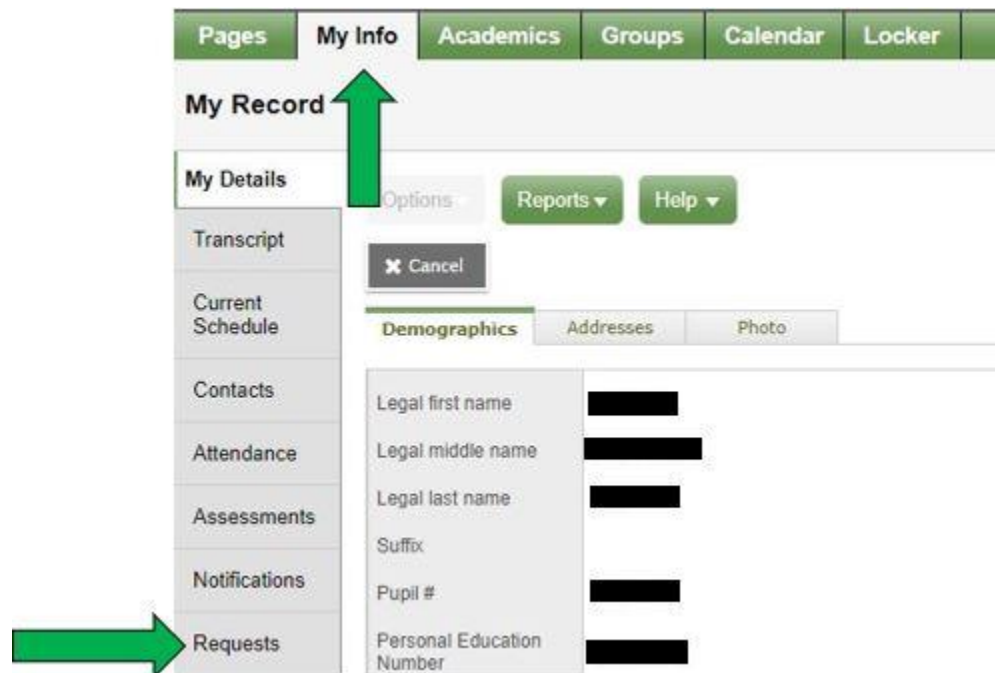 Pages My Info Academics Groups Calendar Locker
My Record
My Details
Options Reports Help
Transcript
✖ Cancel
Current
Schedule
Demographics Addresses Photo
Contacts
Legal first name
Attendance
Legal middle name
Legal last name
Assessments
Suffix
Notifications
Pupil #
Requests
Personal Education
Number